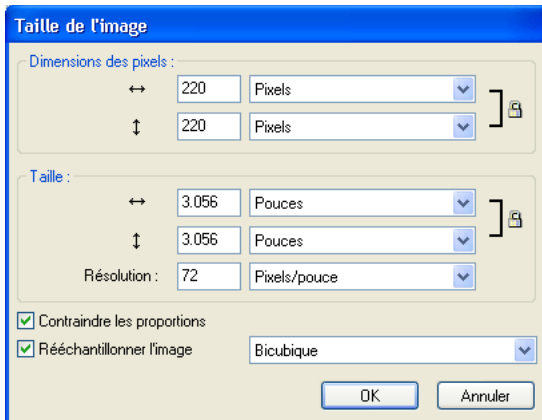 Taille de l'image
Dimensions des pixels :
220 Pixels
220 Pixels
Taille :
3.056 Pouces
3.056 Pouces
Résolution : 72 Pixels/pouce
Contraindre les proportions
Rééchantillonner l'image Bicubique
OK Annuler